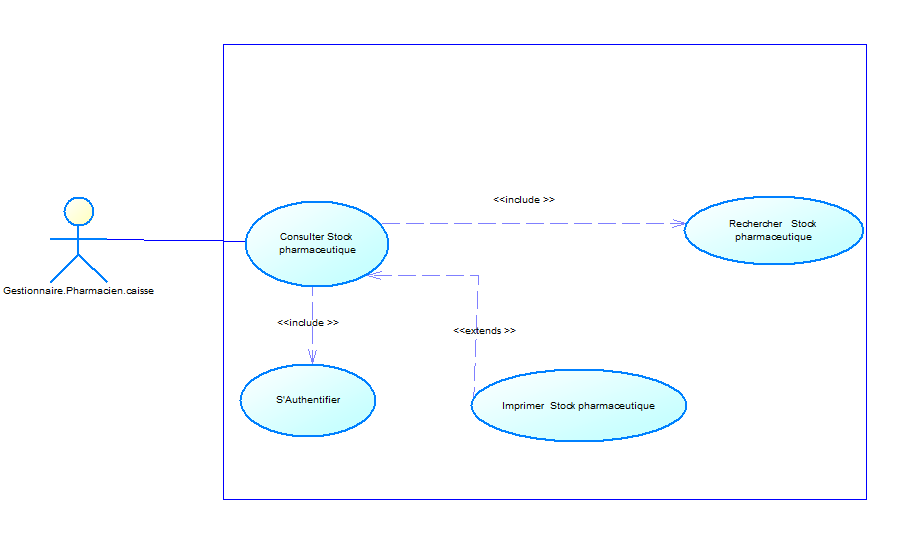 <<include >>
Rechercher Stock
pharmaceutique
Consulter Stock
pharmaceutique
Gestionnaire.Pharmacien.caisse
<<include >>
<<extends >>
S'Authentifier
Imprimer Stock pharmaceutique